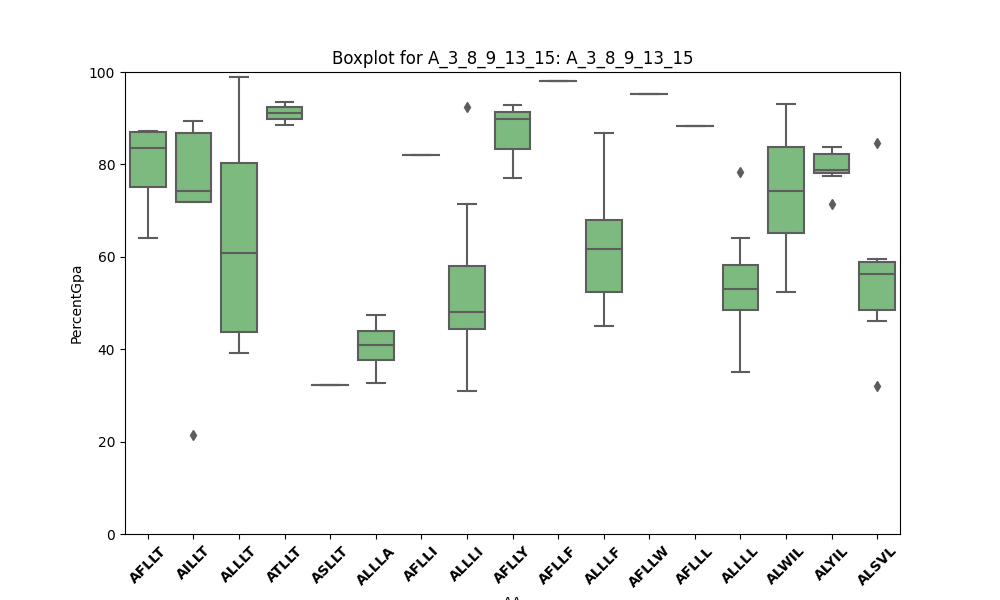 Boxplot for A_3_8_9_13_15: A_3_8_9_13_15
PercentGpa
100
80
60
40
20
0
AFLLT
AILLT
ALLLT
ATLLT
ASLLT
ALLLA
AFLLI
ALLLI
AFLLY
AFLLF
ALLLF
AFLLW
AFLLL
ALLLL
ALWIL
ALYIL
ALSVL